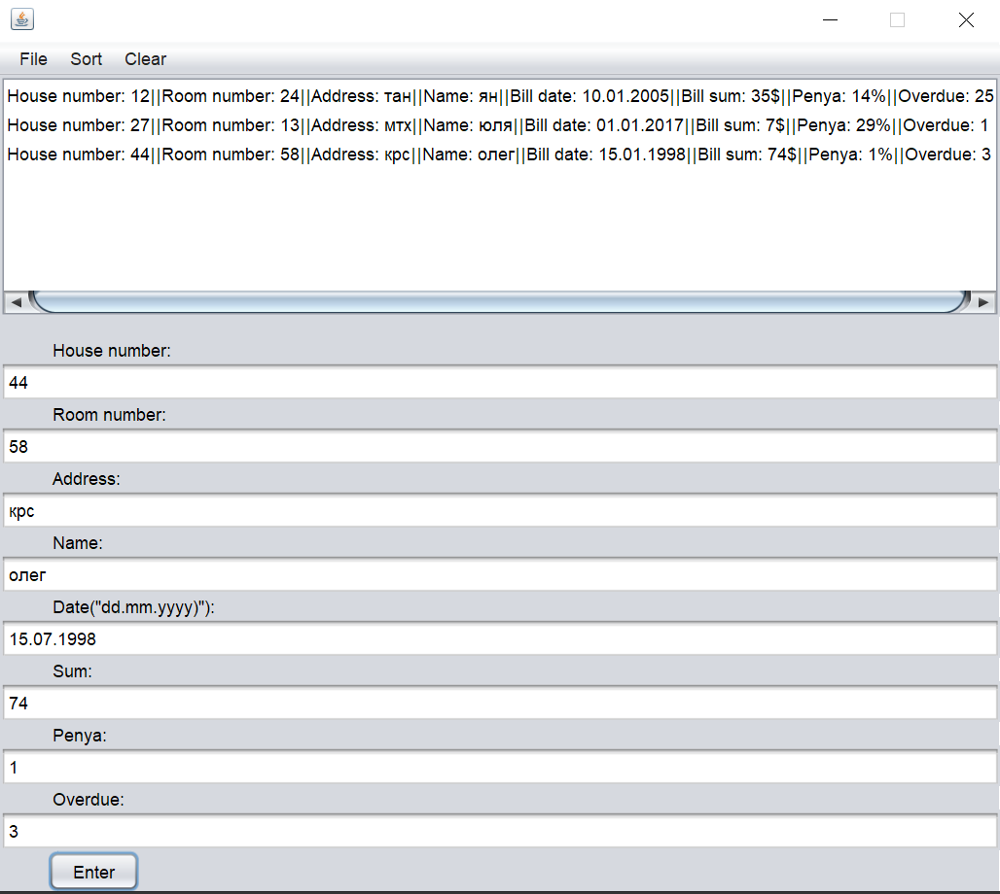 File Sort Clear
House number: 12||Room number: 24||Address: тан||Name: ян||Bill date: 10.01.2005||Bill sum: 35$||Penya: 14%||Overdue: 25
House number: 27||Room number: 13||Address: мтх||Name: юля||Bill date: 01.01.2017||Bill sum: 7$||Penya: 29%||Overdue: 1
House number: 44||Room number: 58||Address: крс||Name: олег||Bill date: 15.01.1998||Bill sum: 74$||Penya: 1%||Overdue: 3
House number:
44
Room number:
58
Address:
крс
Name:
олег
Date("dd.mm.yyyy)"):
15.07.1998
Sum:
74
Penya:
1
Overdue:
3
Enter